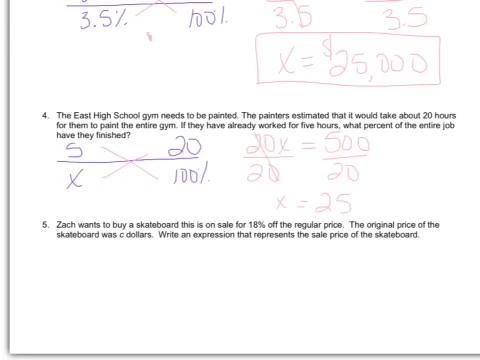 3.5% 100% 3.5 3.5
x = $25,000
4. The East High School gym needs to be painted. The painters estimated that it would take about 20 hours
for them to paint the entire gym. If they have already worked for five hours, what percent of the entire job
have they finished?
5 20 20x = 500
x 100% 20 20
x = 25
5. Zach wants to buy a skateboard this is on sale for 18% off the regular price. The original price of the
skateboard was c dollars. Write an expression that represents the sale price of the skateboard.